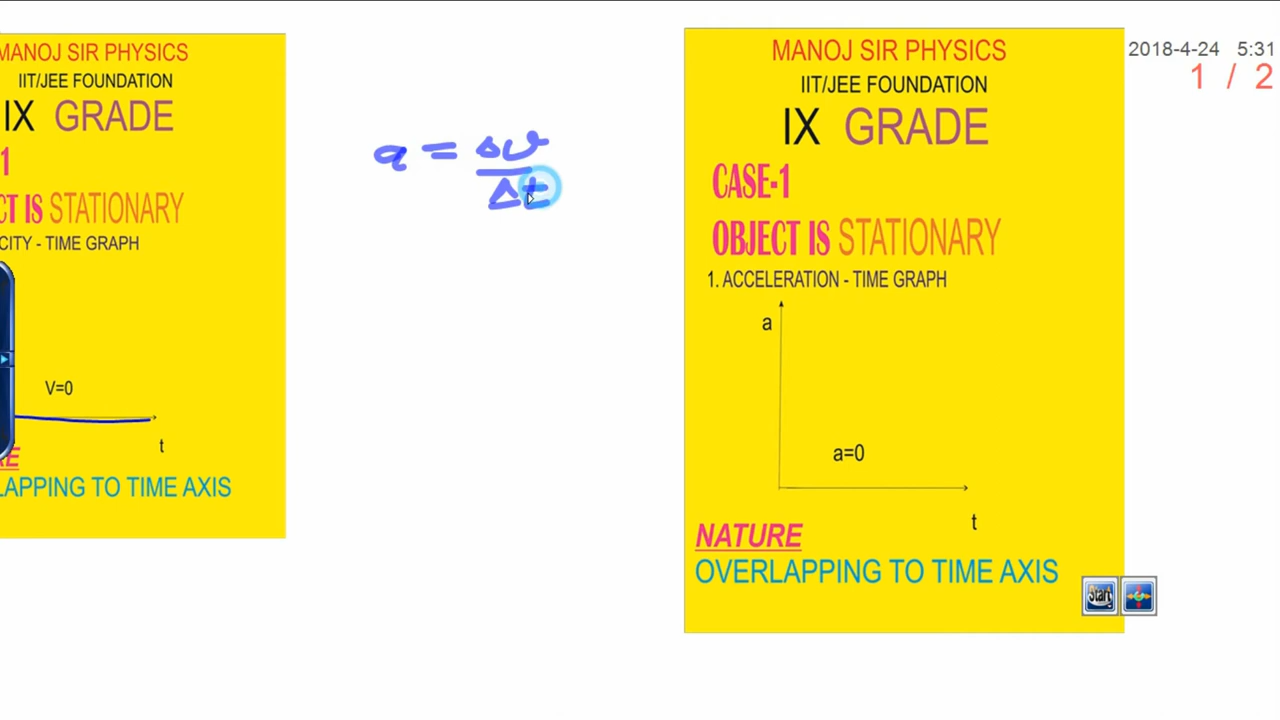 MANOJ SIR PHYSICS
IIT/JEE FOUNDATION
IX GRADE
1
CT IS STATIONARY
CITY - TIME GRAPH
V=0
t
RE
LAPPING TO TIME AXIS
a = Δv
Δt
MANOJ SIR PHYSICS
IIT/JEE FOUNDATION
IX GRADE
CASE-1
OBJECT IS STATIONARY
1. ACCELERATION - TIME GRAPH
a
a=0
t
NATURE
OVERLAPPING TO TIME AXIS
2018-4-24 5:31
1 / 2
Start